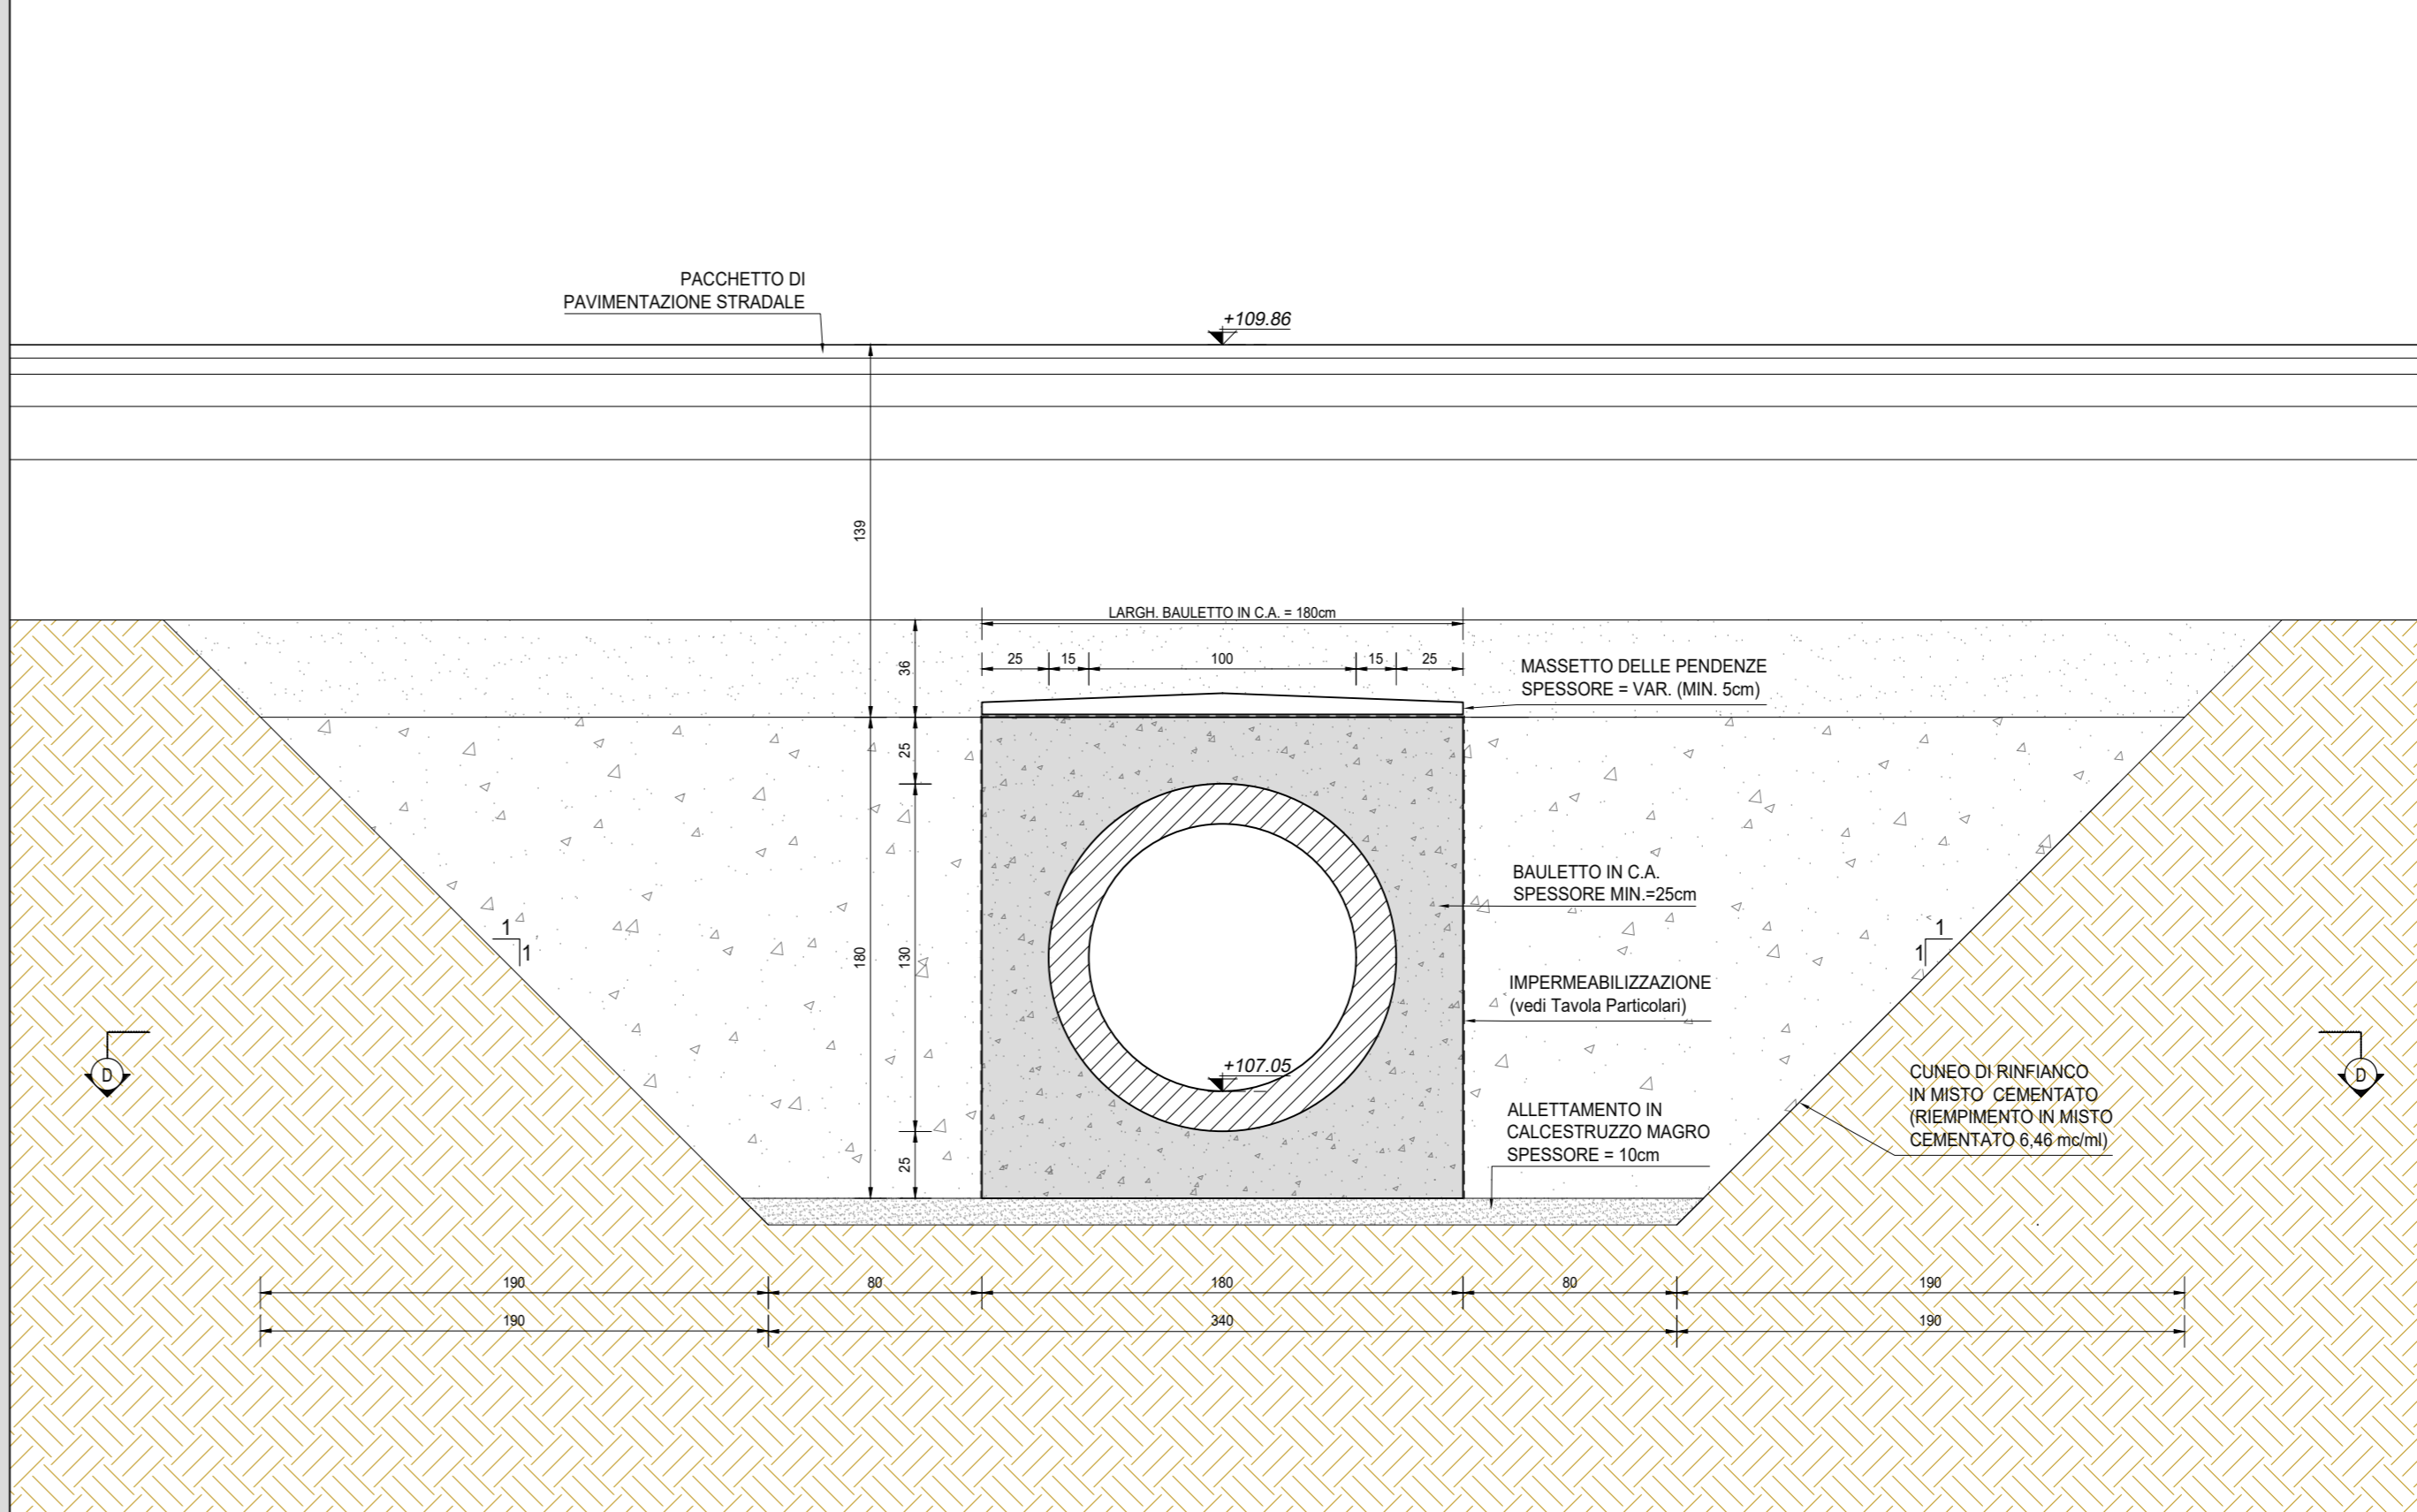 PACCHETTO DI
PAVIMENTAZIONE STRADALE
+109.86
139
LARGH. BAULETTO IN C.A. = 180cm
36
25 15 100 15 25
MASSETTO DELLE PENDENZE
SPESSORE = VAR. (MIN. 5cm)
25
BAULETTO IN C.A.
SPESSORE MIN.=25cm
1
1
1
1
180
130
IMPERMEABILIZZAZIONE
(vedi Tavola Particolari)
+107.05
D
D
CUNEO DI RINFIANCO
IN MISTO CEMENTATO
(RIEMPIMENTO IN MISTO
CEMENTATO 6,46 mc/ml)
ALLETTAMENTO IN
CALCESTRUZZO MAGRO
SPESSORE = 10cm
25
190 80 180 80 190
190 340 190